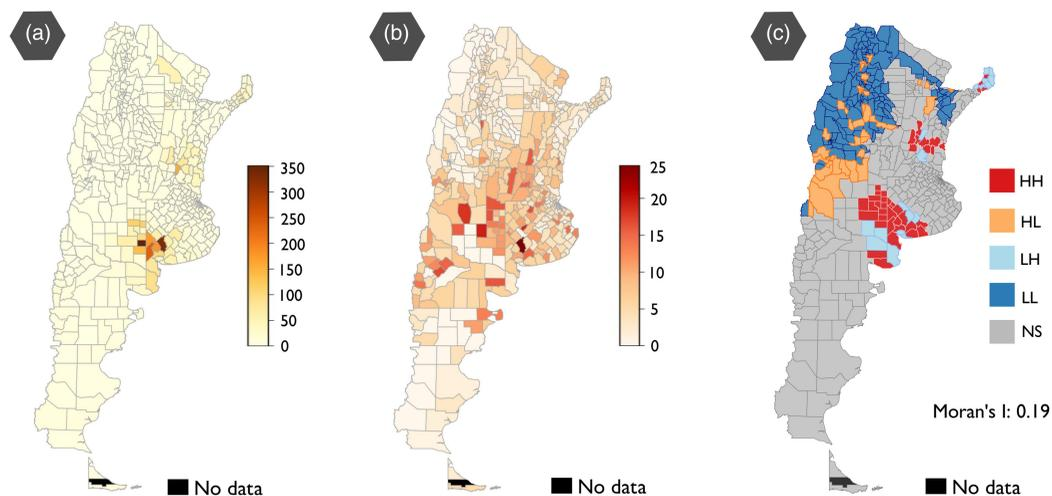 (a)
350
300
250
200
150
100
50
0
No data
(b)
25
20
15
10
5
0
No data
(c)
HH
HL
LH
LL
NS
Moran's I: 0.19
No data